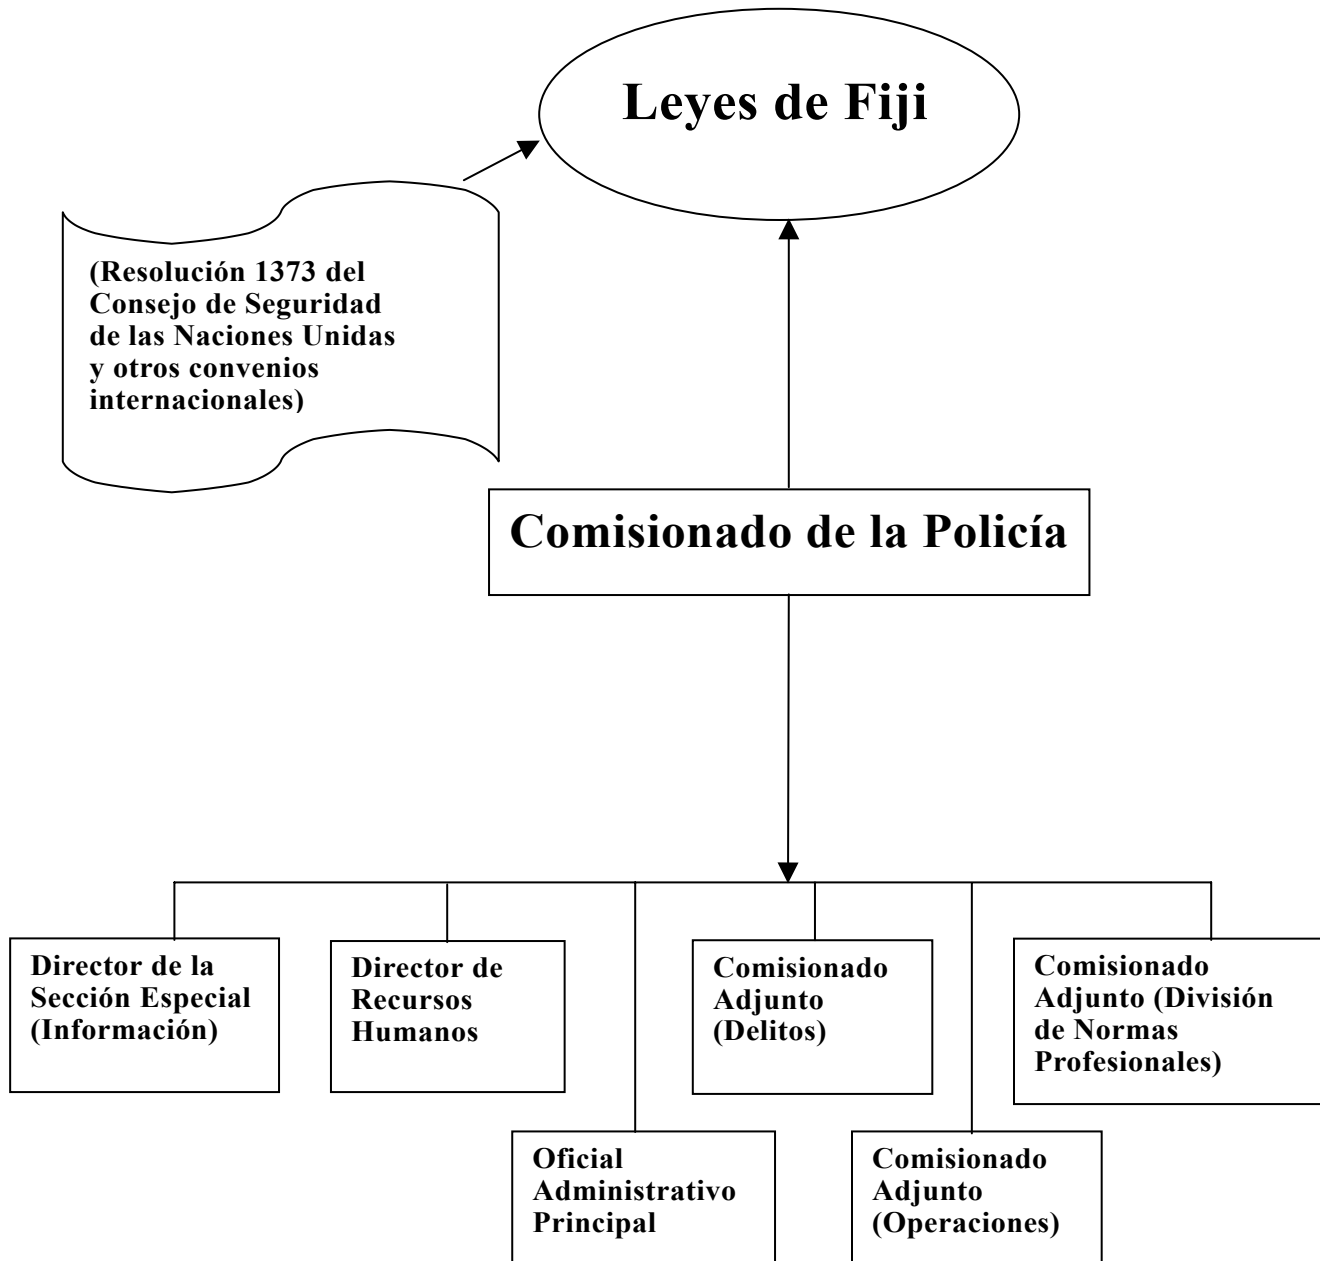 Leyes de Fiji
(Resolución 1373 del
Consejo de Seguridad
de las Naciones Unidas
y otros convenios
internacionales)
Comisionado de la Policía
Director de la
Sección Especial
(Información)
Director de
Recursos
Humanos
Comisionado
Adjunto
(Delitos)
Comisionado
Adjunto (División
de Normas
Profesionales)
Oficial
Administrativo
Principal
Comisionado
Adjunto
(Operaciones)